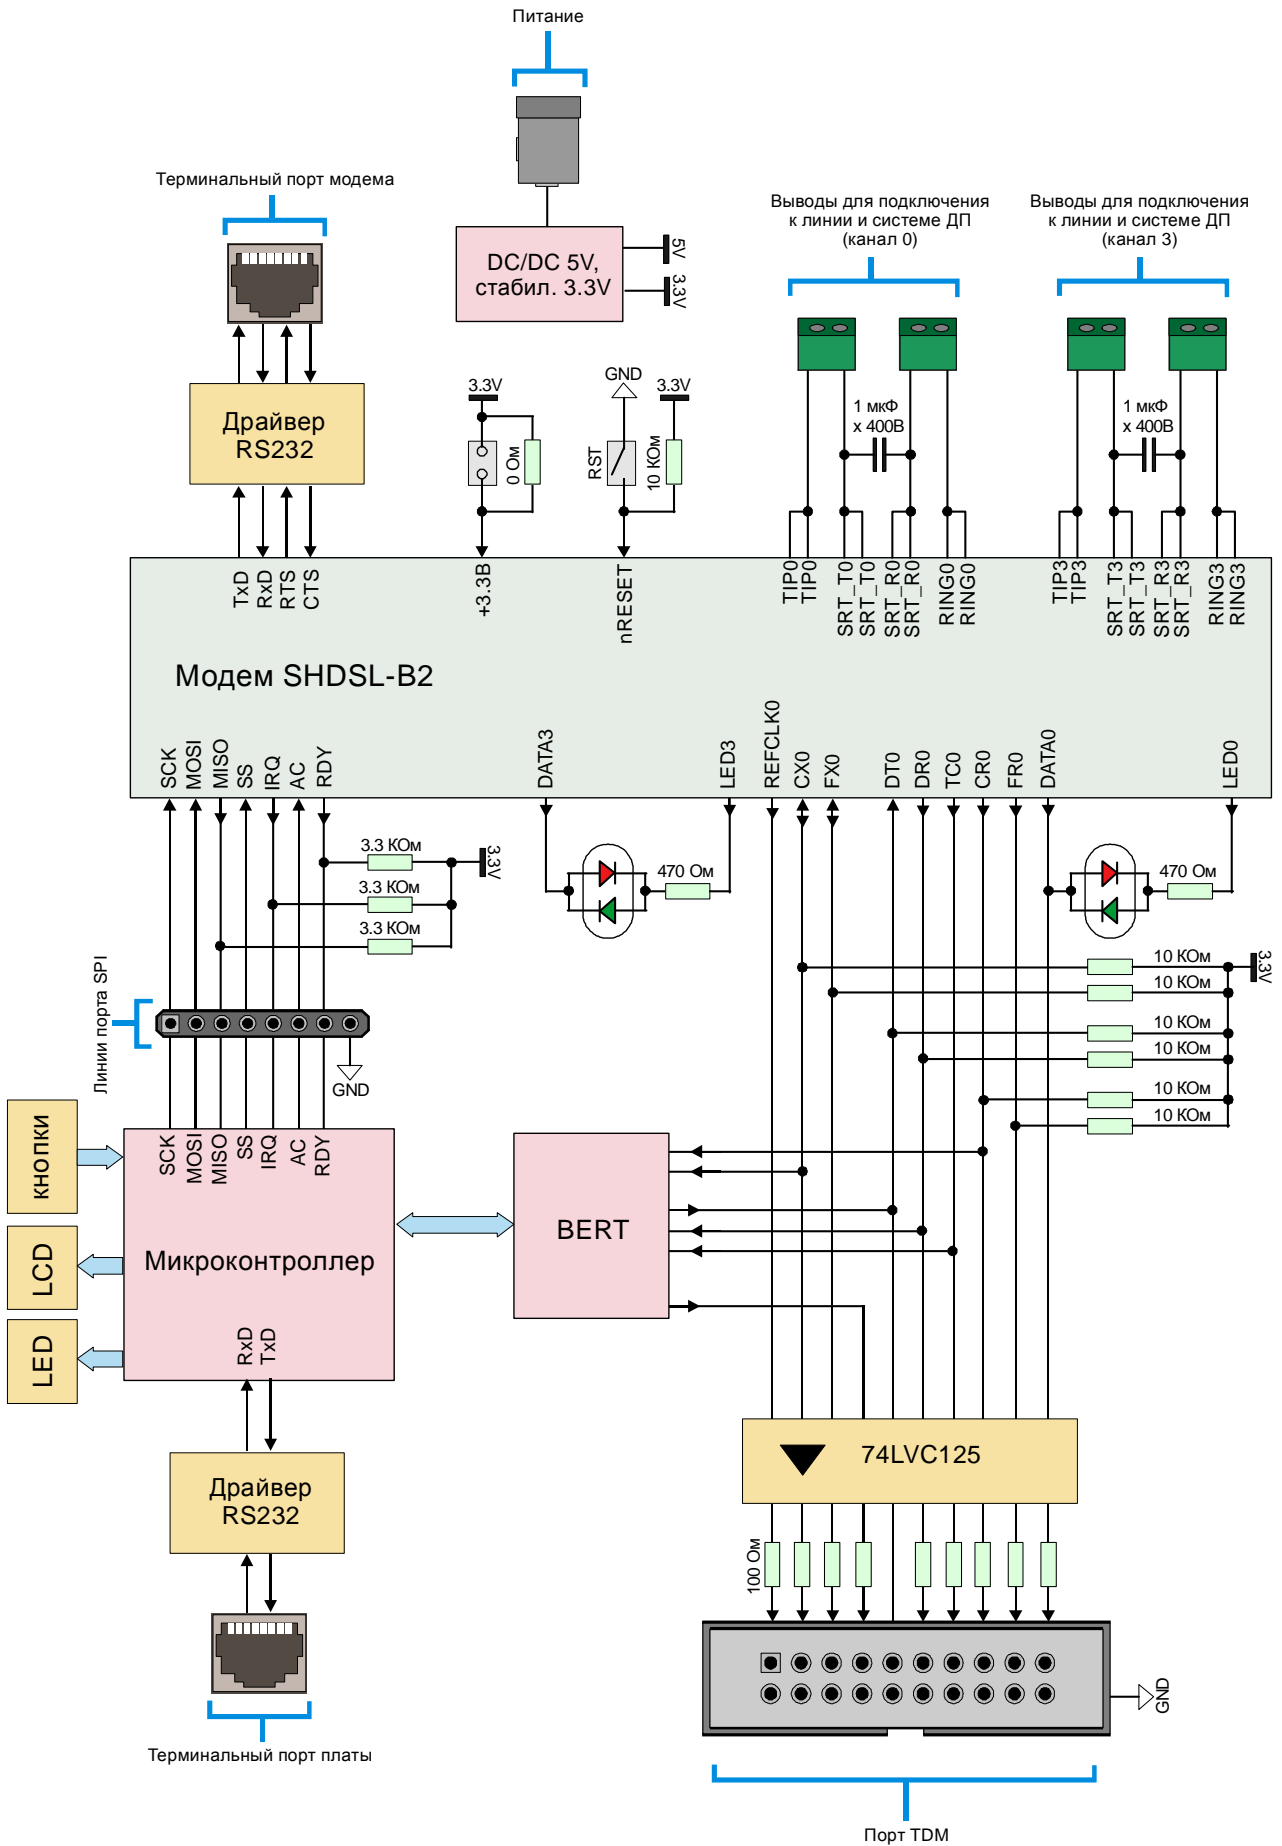 Питание
Терминальный порт модема
Выводы для подключения
к линии и системе ДП
(канал 0)
Выводы для подключения
к линии и системе ДП
(канал 3)
DC/DC 5V,
стабил. 3.3V
5V
3.3V
Драйвер
RS232
3.3V
0 Ом
GND
RST
3.3V
10 КОм
1 мкФ
x 400В
1 мкФ
x 400В
TxD
RxD
RTS
CTS
+3.3В
nRESET
TIP0
TIP0
SRT_T0
SRT_T0
SRT_R0
SRT_R0
RING0
RING0
TIP3
TIP3
SRT_T3
SRT_T3
SRT_R3
SRT_R3
RING3
RING3
Модем SHDSL-B2
SCK
MOSI
MISO
SS
IRQ
AC
RDY
DATA3
LED3
REFCLK0
CX0
FX0
DT0
DR0
TC0
CR0
FR0
DATA0
LED0
3.3 КОм
3.3 КОм
3.3 КОм
3.3V
470 Ом
470 Ом
10 КОм
10 КОм
10 КОм
10 КОм
10 КОм
10 КОм
3.3V
Линии порта SPI
GND
кнопки
LCD
LED
SCK
MOSI
MISO
SS
IRQ
AC
RDY
Микроконтроллер
RxD
TxD
BERT
74LVC125
Драйвер
RS232
100 Ом
GND
Терминальный порт платы
Порт TDM